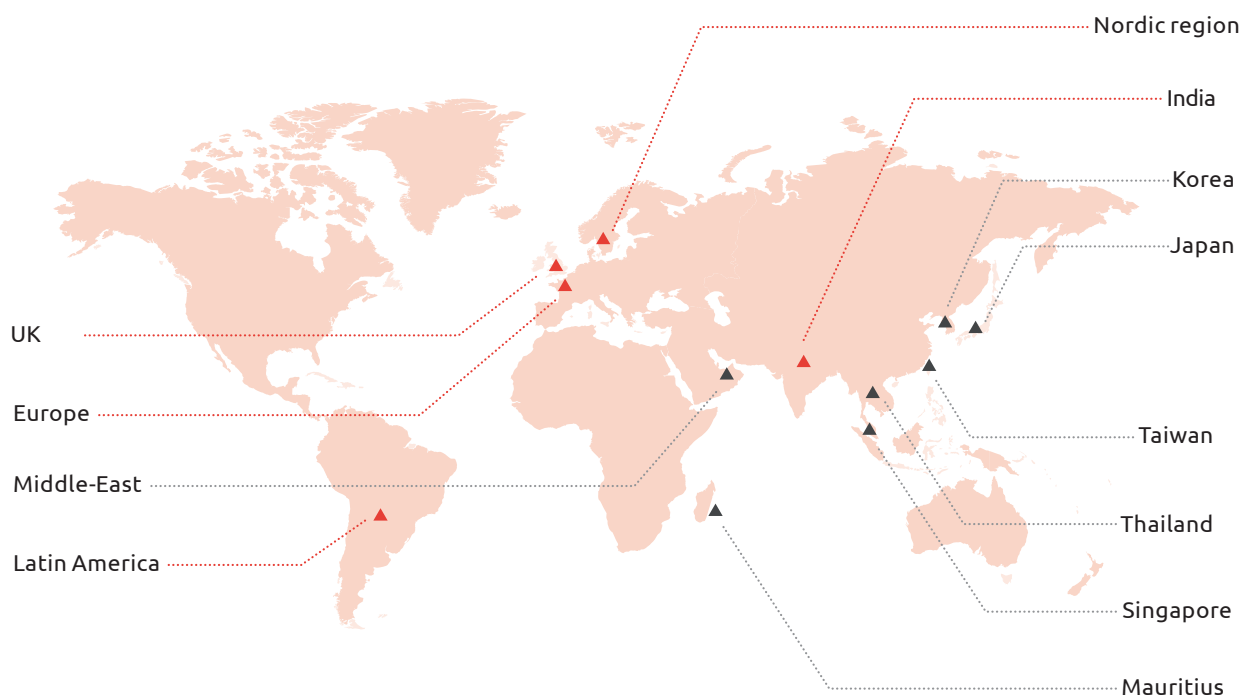 Nordic region
India
Korea
Japan
UK
Europe
Taiwan
Middle-East
Thailand
Latin America
Singapore
Mauritius